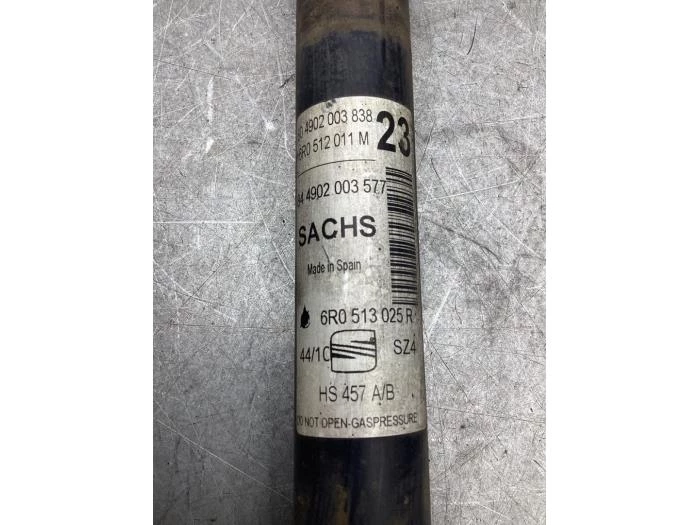 4902 003 838
6R0 512 011 M
23
4902 003 577
SACHS
Made in Spain
6R0 513 025 R
44/10
SZ4
HS 457 A/B
DO NOT OPEN-GASPRESSURE